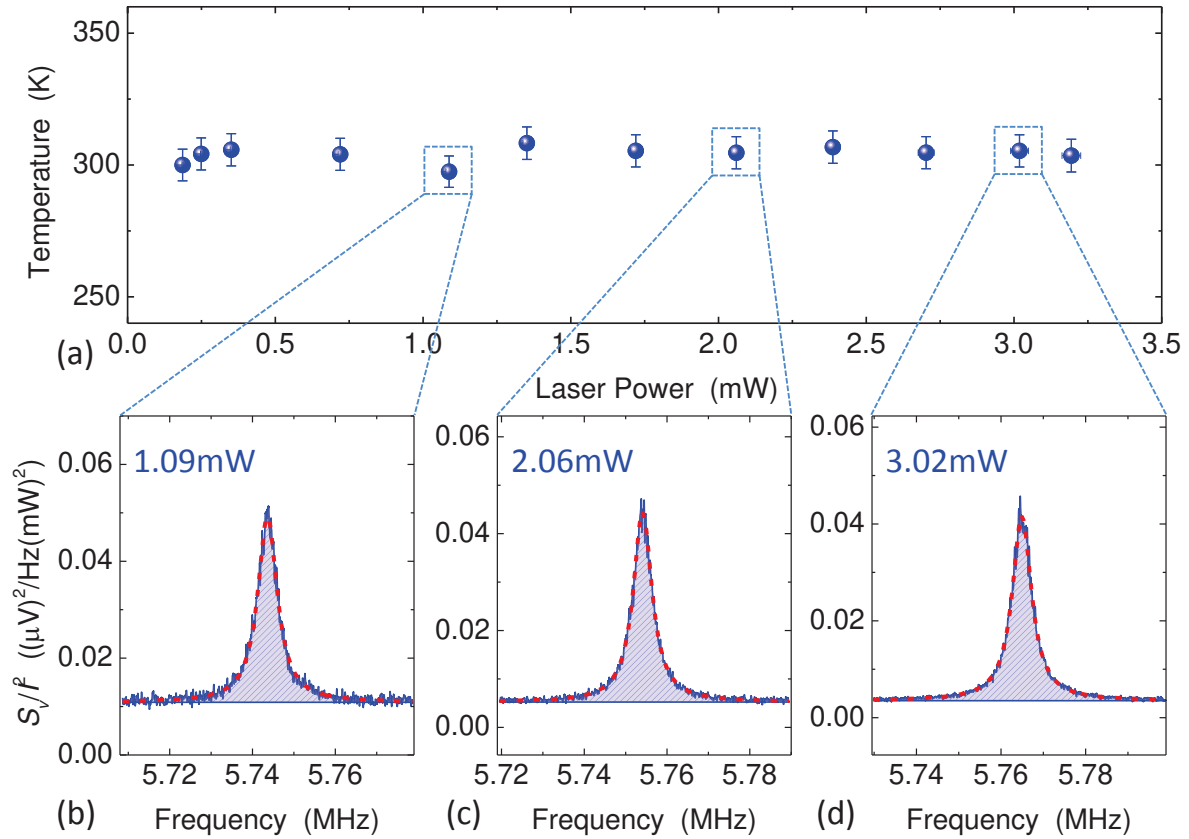 350
300
250
Temperature (K)
0.0 0.5 1.0 1.5 2.0 2.5 3.0 3.5
(a)
Laser Power (mW)
S_V/I² ((μV)²/Hz(mW)²)
0.06
0.04
0.02
0.00
1.09mW
5.72 5.74 5.76
(b) Frequency (MHz)
0.06
0.04
0.02
0.00
2.06mW
5.72 5.74 5.76 5.78
(c) Frequency (MHz)
0.06
0.04
0.02
0.00
3.02mW
5.74 5.76 5.78
(d) Frequency (MHz)